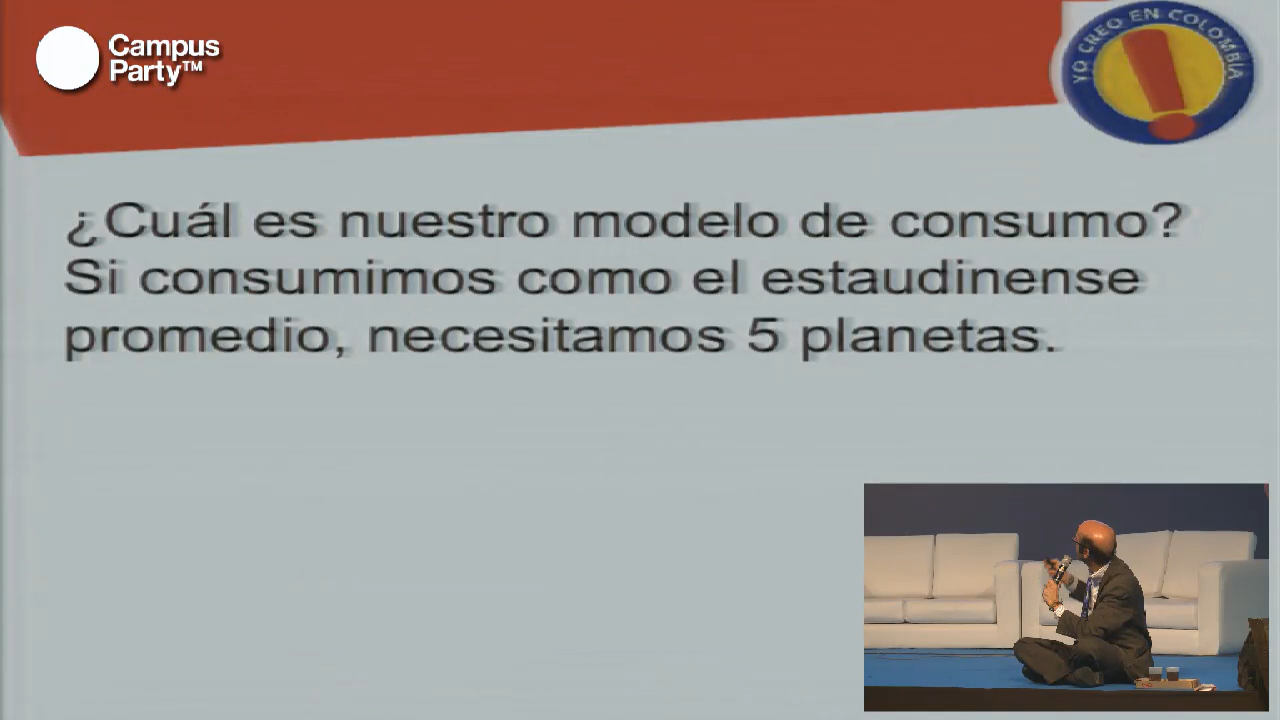 Campus
Party™
YO CREO EN COLOMBIA
¿Cuál es nuestro modelo de consumo?
Si consumimos como el estaudinense
promedio, necesitamos 5 planetas.